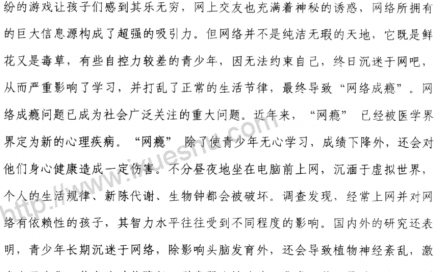 纷的游戏让孩子们感到其乐无穷，网上交友也充满着神秘的诱惑，网络所拥有
的巨大信息源构成了超强的吸引力。但网络并不是纯洁无瑕的天地，它既是鲜
花又是毒草，有些自控力较差的青少年，因无法约束自己，终日沉迷于网吧，
从而严重影响了学习，并打乱了正常的生活节律，最终导致“网络成瘾”。网
络成瘾问题已成为社会广泛关注的重大问题。近年来，“网瘾” 已经被医学界
界定为新的心理疾病。“网瘾” 除了使青少年无心学习，成绩下降外，还会对
他们身心健康造成一定伤害。不分昼夜地坐在电脑前上网，沉湎于虚拟世界，
个人的生活规律、新陈代谢、生物钟都会被破坏。调查发现，经常上网并对网
络有依赖性的孩子，其智力水平往往受到不同程度的影响。国内外的研究还表
明，青少年长期沉迷于网络，除影响头脑发育外，还会导致植物神经紊乱，激
http://www.ixueshu.com